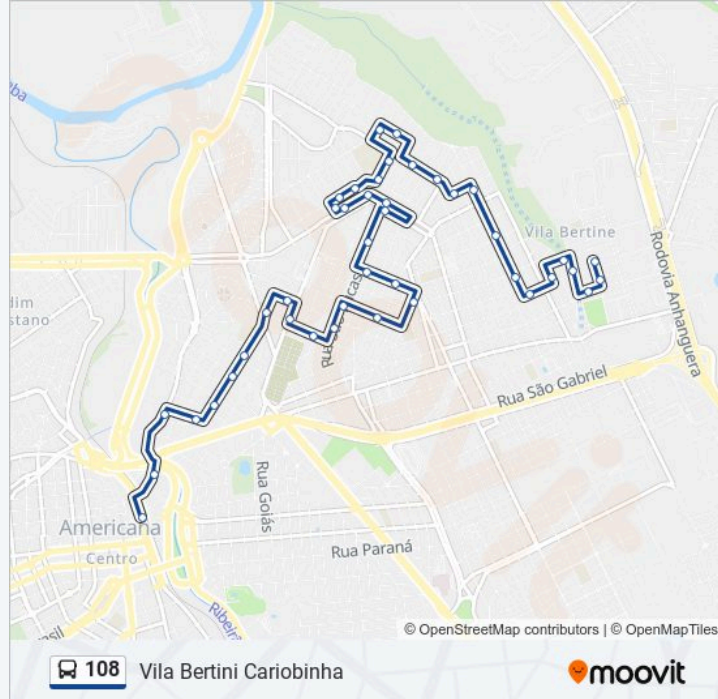 Vila Bertine
Rodovia Anhanguera
Rua São Gabriel
Rua Goiás
Americana
Centro
Rua Paraná
© OpenStreetMap contributors | © OpenMapTiles
108 Vila Bertini Cariobinha
moovit